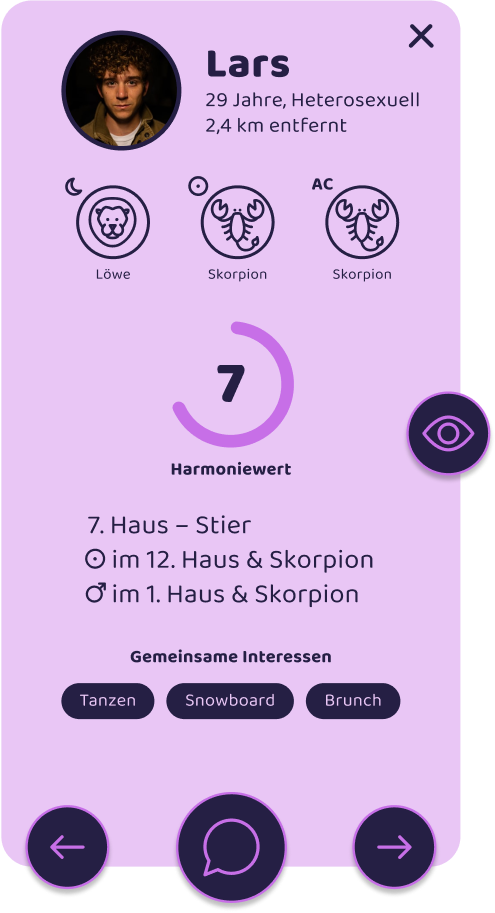 Lars
29 Jahre, Heterosexuell
2,4 km entfernt
AC
Löwe
Skorpion
Skorpion
7
Harmoniewert
7. Haus – Stier
☉ im 12. Haus & Skorpion
♂ im 1. Haus & Skorpion
Gemeinsame Interessen
Tanzen Snowboard Brunch